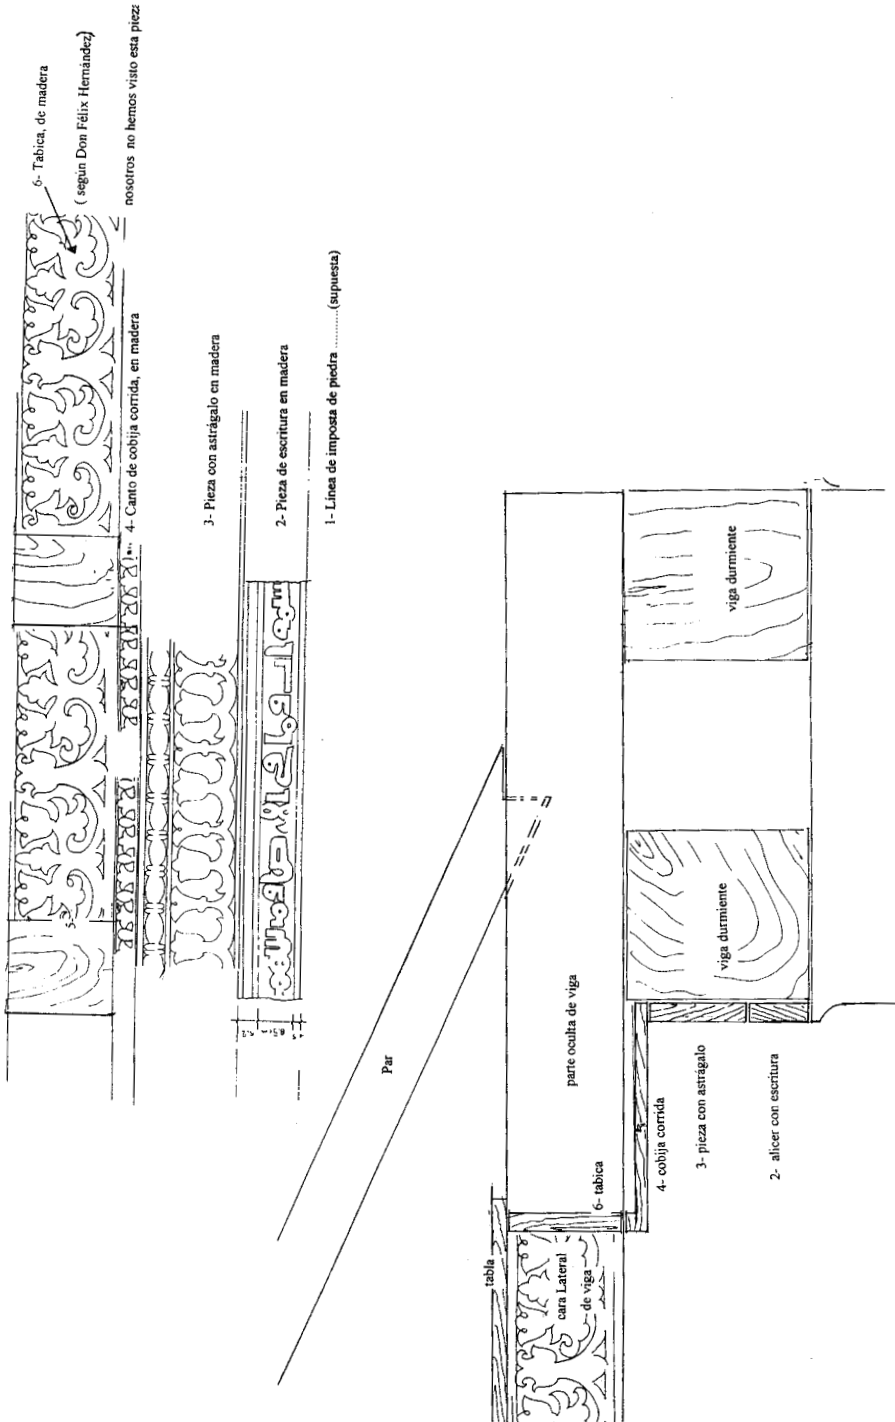 6- Tabica, de madera
( según Don Félix Hernández)
nosotros no hemos visto esta pieza
4- Canto de cobija corrida, en madera
3- Pieza con astrágalo en madera
2- Pieza de escritura en madera
1- Línea de imposta de piedra ..........(supuesta)
5-
8.5cm
Par
tabla
cara Lateral
de viga
6- tabica
parte oculta de viga
viga durmiente
viga durmiente
4- cobija corrida
3- pieza con astrágalo
2- alicer con escritura